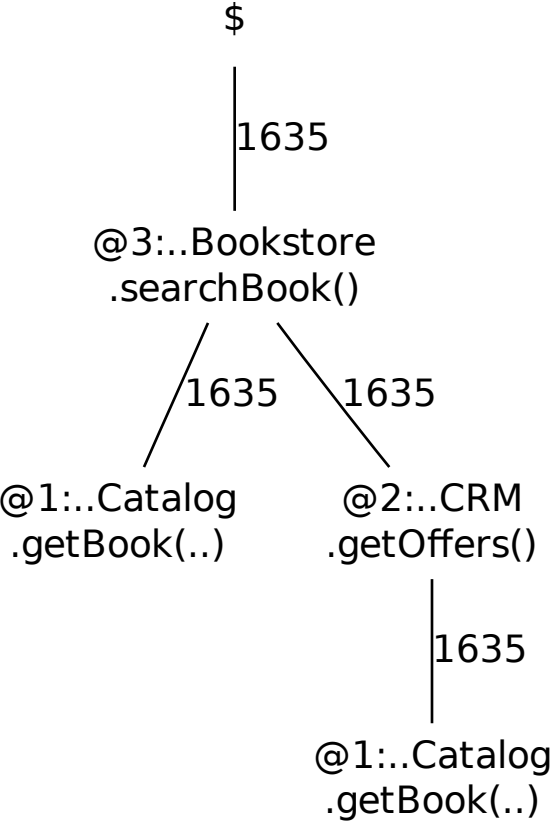 $
1635
@3:..Bookstore
.searchBook()
1635
1635
@1:..Catalog
.getBook(..)
@2:..CRM
.getOffers()
1635
@1:..Catalog
.getBook(..)